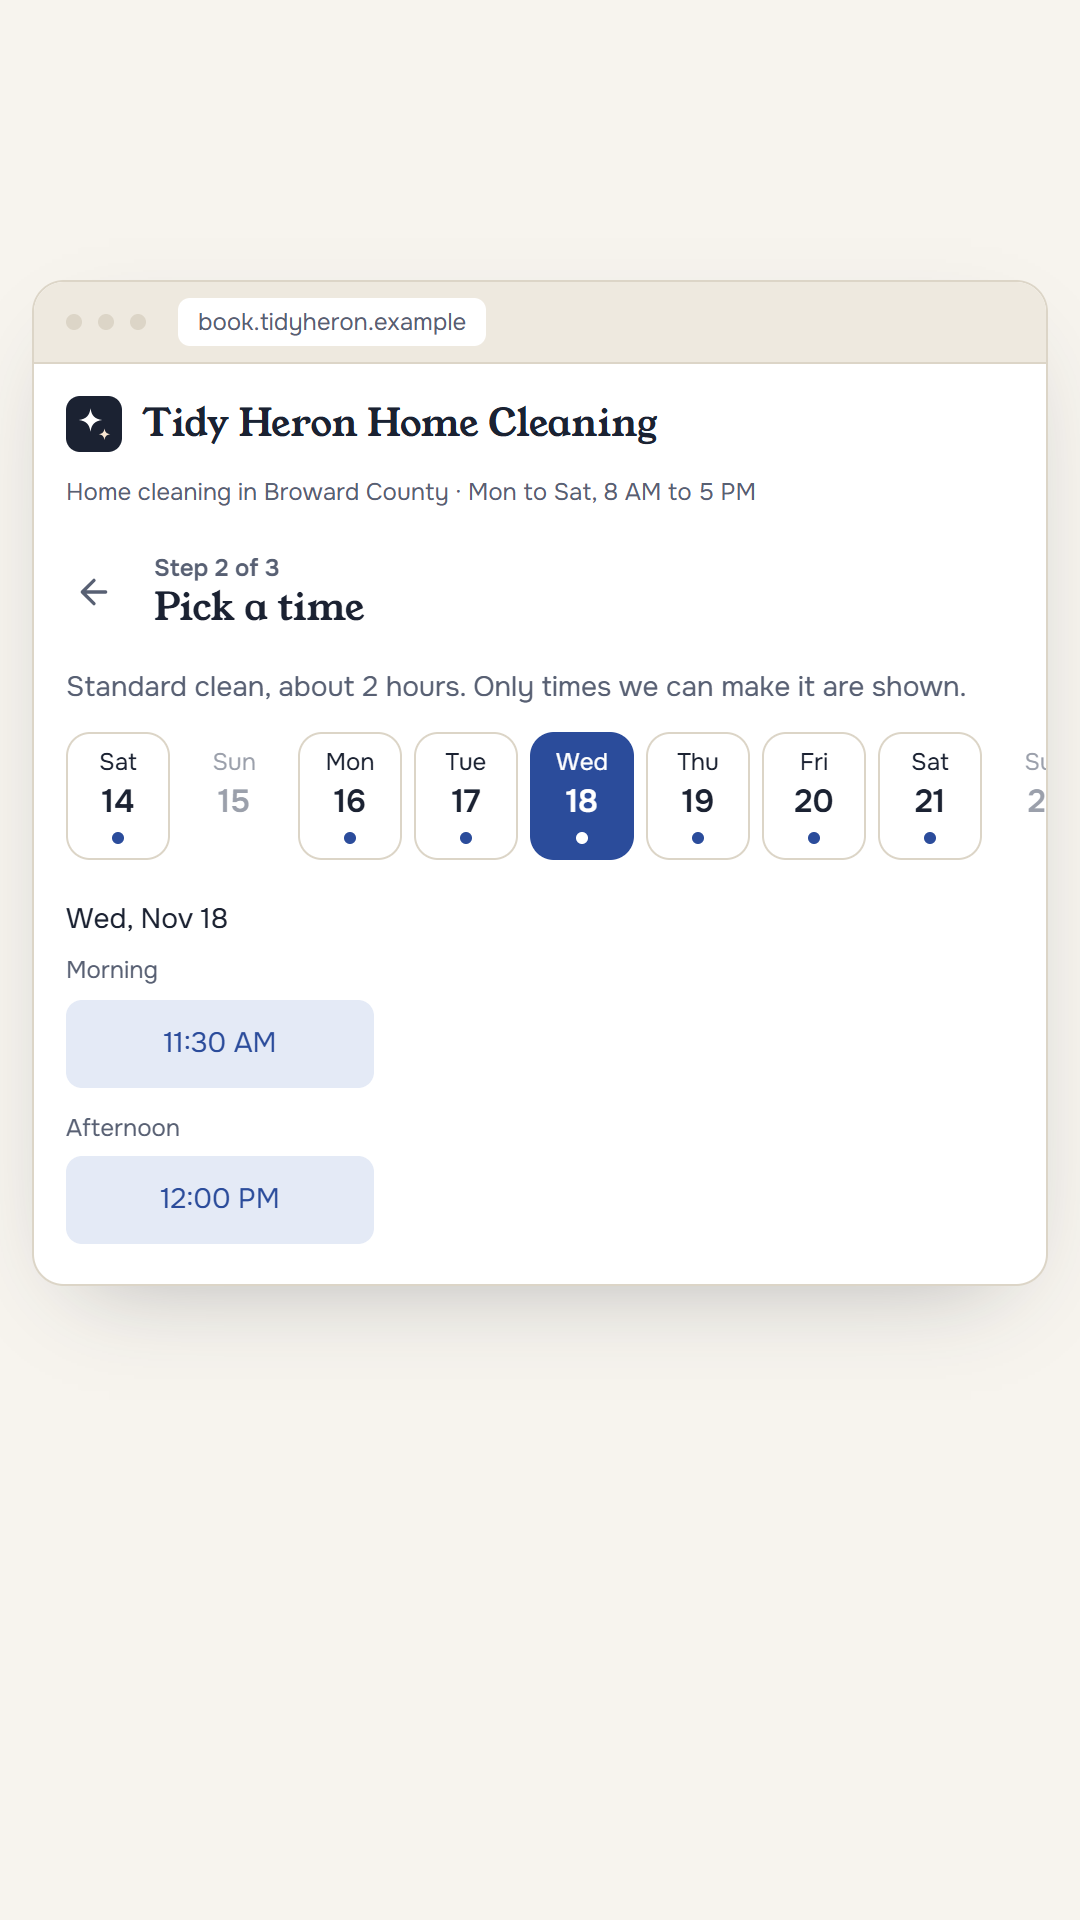 book.tidyheron.example
Tidy Heron Home Cleaning
Home cleaning in Broward County · Mon to Sat, 8 AM to 5 PM
Step 2 of 3
Pick a time
Standard clean, about 2 hours. Only times we can make it are shown.
Sat Sun Mon Tue Wed Thu Fri Sat
14 15 16 17 18 19 20 21
Wed, Nov 18
Morning
11:30 AM
Afternoon
12:00 PM